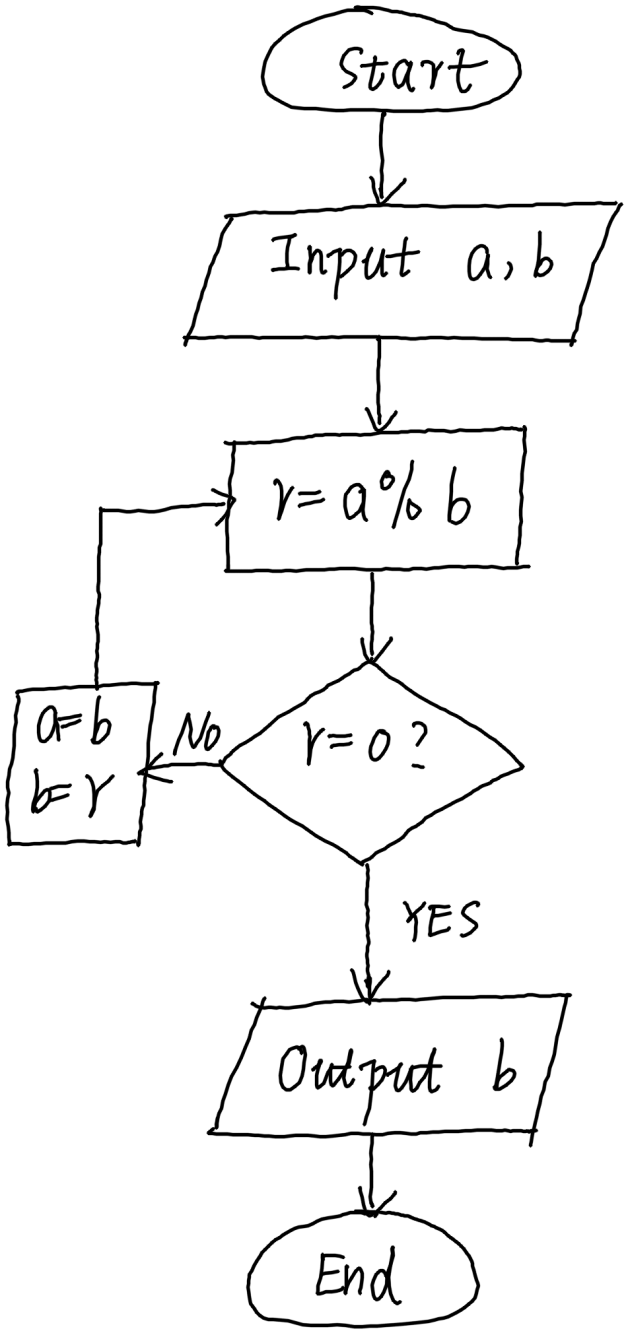 Start
Input a, b
r = a % b
r = 0 ?
No
a = b
b = r
YES
Output b
End